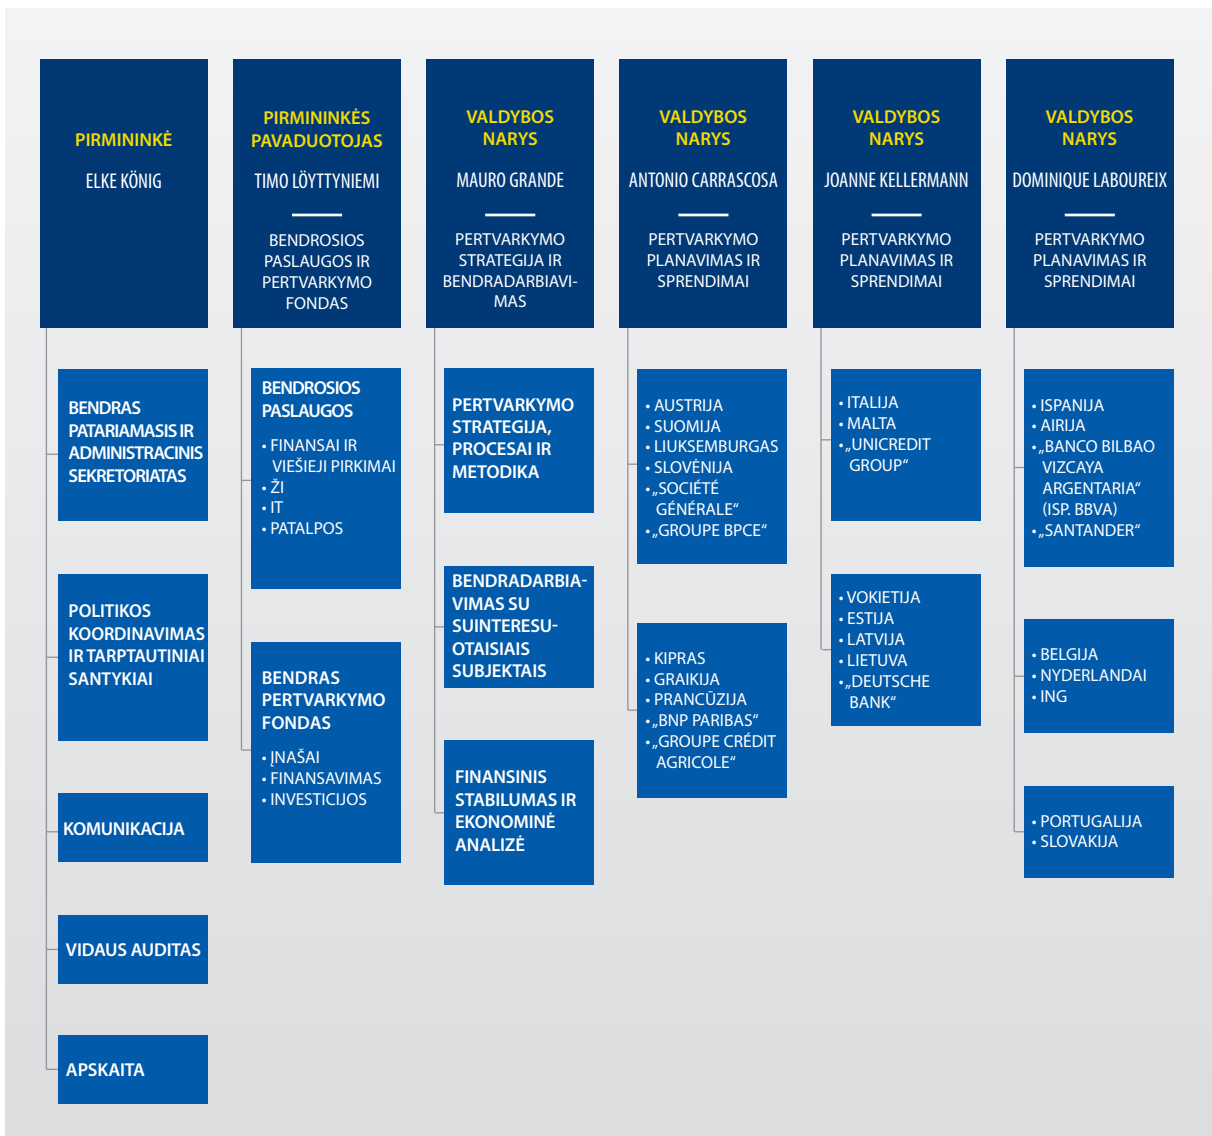 PIRMININKĖ
ELKE KÖNIG
BENDRAS
PATARIAMASIS IR
ADMINISTRACINIS
SEKRETORIATAS
POLITIKOS
KOORDINAVIMAS
IR TARPTAUTINIAI
SANTYKIAI
KOMUNIKACIJA
VIDAUS AUDITAS
APSKAITA
PIRMININKĖS
PAVADUOTOJAS
TIMO LÖYTTYNIEMI
BENDROSIOS
PASLAUGOS IR
PERTVARKYMO
FONDAS
BENDROSIOS
PASLAUGOS
• FINANSAI IR
VIEŠIEJI PIRKIMAI
• ŽI
• IT
• PATALPOS
BENDRAS
PERTVARKYMO
FONDAS
• ĮNAŠAI
• FINANSAVIMAS
• INVESTICIJOS
VALDYBOS
NARYS
MAURO GRANDE
PERTVARKYMO
STRATEGIJA IR
BENDRADARBIAVI-
MAS
PERTVARKYMO
STRATEGIJA,
PROCESAI IR
METODIKA
BENDRADARBIA-
VIMAS SU
SUINTERESU-
OTAISIAIS
SUBJEKTAIS
FINANSINIS
STABILUMAS IR
EKONOMINĖ
ANALIZĖ
VALDYBOS
NARYS
ANTONIO CARRASCOSA
PERTVARKYMO
PLANAVIMAS IR
SPRENDIMAI
• AUSTRIJA
• SUOMIJA
• LIUKSEMBURGAS
• SLOVĖNIJA
• „SOCIÉTÉ
GÉNÉRALE“
• „GROUPE BPCE“
• KIPRAS
• GRAIKIJA
• PRANCŪZIJA
• „BNP PARIBAS“
• „GROUPE CRÉDIT
AGRICOLE“
VALDYBOS
NARYS
JOANNE KELLERMANN
PERTVARKYMO
PLANAVIMAS IR
SPRENDIMAI
• ITALIJA
• MALTA
• „UNICREDIT
GROUP“
• VOKIETIJA
• ESTIJA
• LATVIJA
• LIETUVA
• „DEUTSCHE
BANK“
VALDYBOS
NARYS
DOMINIQUE LABOUREIX
PERTVARKYMO
PLANAVIMAS IR
SPRENDIMAI
• ISPANIJA
• AIRIJA
• „BANCO BILBAO
VIZCAYA
ARGENTARIA“
(ISP. BBVA)
• „SANTANDER“
• BELGIJA
• NYDERLANDAI
• ING
• PORTUGALIJA
• SLOVAKIJA